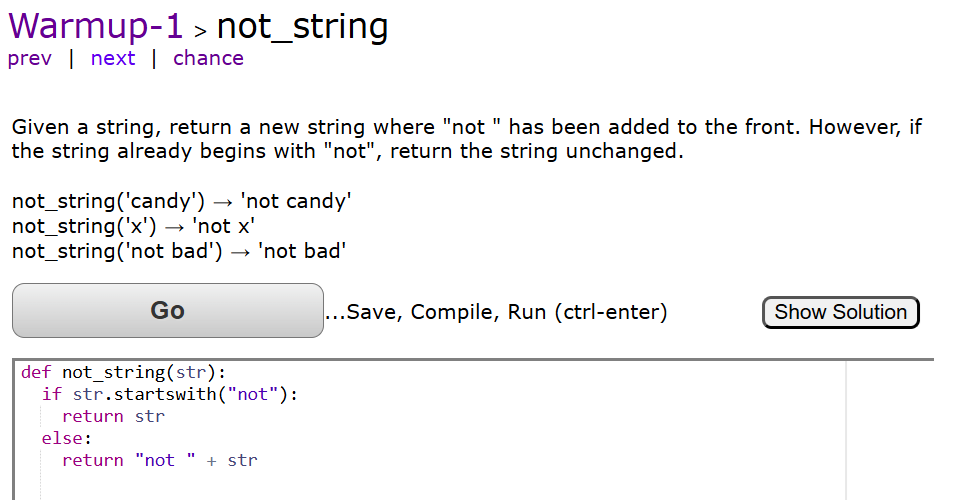 Warmup-1 > not_string
prev | next | chance
Given a string, return a new string where "not " has been added to the front. However, if
the string already begins with "not", return the string unchanged.
not_string('candy') → 'not candy'
not_string('x') → 'not x'
not_string('not bad') → 'not bad'
Go ...Save, Compile, Run (ctrl-enter) Show Solution
def not_string(str):
  if str.startswith("not"):
    return str
  else:
    return "not " + str